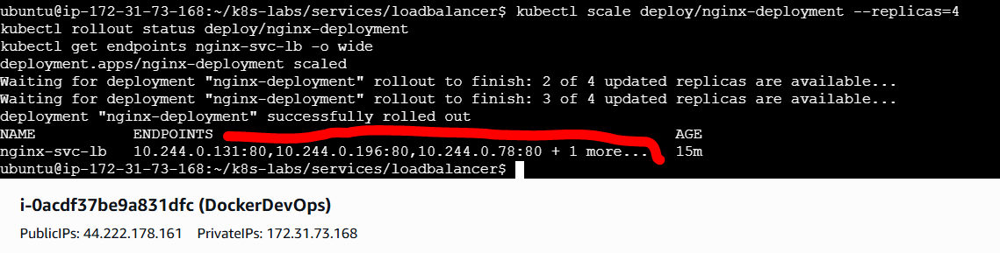 ubuntu@ip-172-31-73-168:~/k8s-labs/services/loadbalancer$ kubectl scale deploy/nginx-deployment --replicas=4
kubectl rollout status deploy/nginx-deployment
kubectl get endpoints nginx-svc-lb -o wide
deployment.apps/nginx-deployment scaled
Waiting for deployment "nginx-deployment" rollout to finish: 2 of 4 updated replicas are available...
Waiting for deployment "nginx-deployment" rollout to finish: 3 of 4 updated replicas are available...
deployment "nginx-deployment" successfully rolled out
NAME ENDPOINTS AGE
nginx-svc-lb 10.244.0.131:80,10.244.0.196:80,10.244.0.78:80 + 1 more... 15m
ubuntu@ip-172-31-73-168:~/k8s-labs/services/loadbalancer$
i-0acdf37be9a831dfc (DockerDevOps)
PublicIPs: 44.222.178.161 PrivateIPs: 172.31.73.168